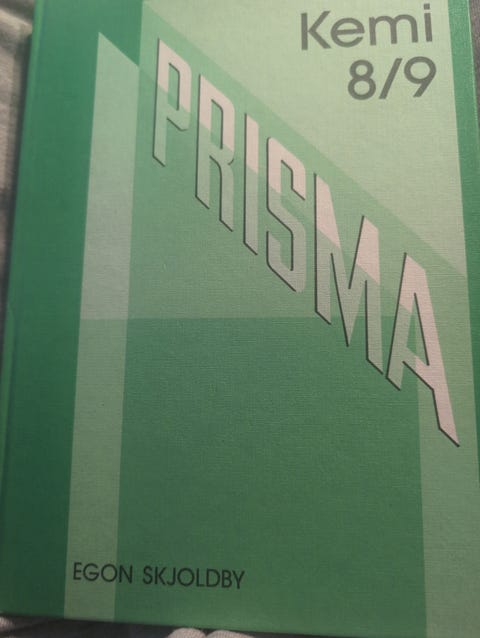 Kemi
8/9
PRISMA
EGON SKJOLDBY